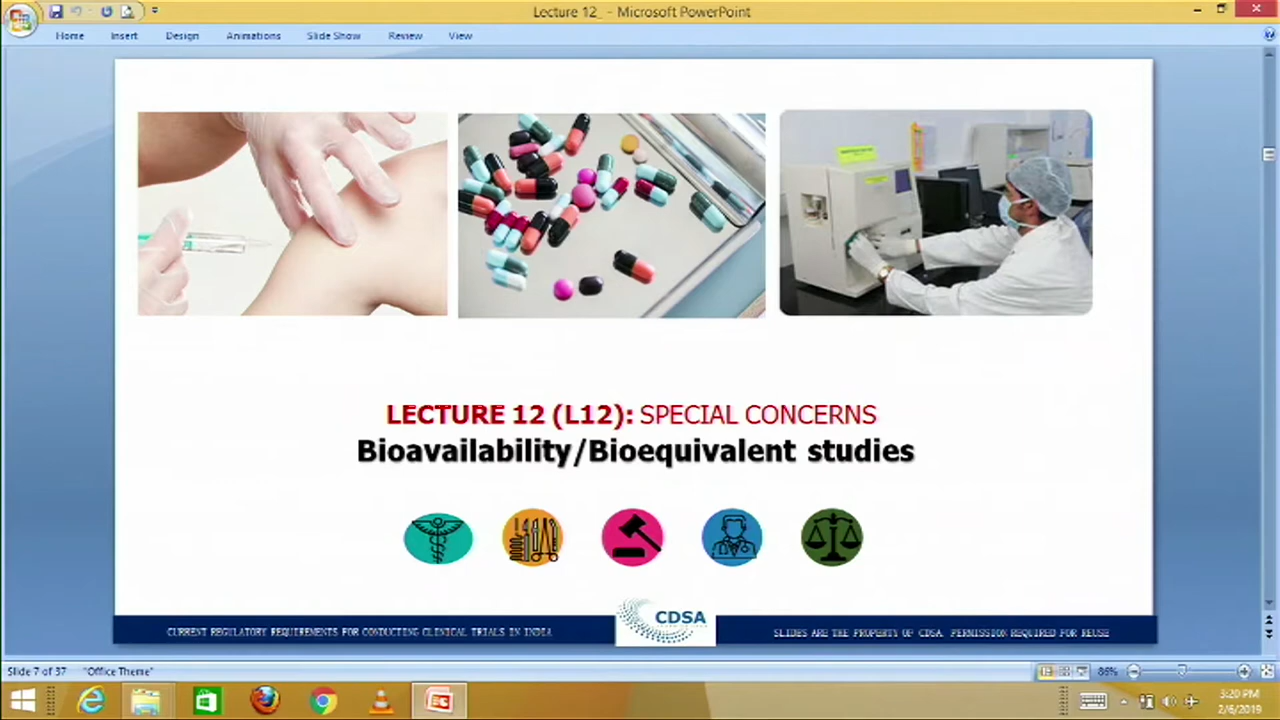 Lecture 12_ - Microsoft PowerPoint
Home Insert Design Animations Slide Show Review View
LECTURE 12 (L12): SPECIAL CONCERNS
Bioavailability/Bioequivalent studies
CURRENT REGULATORY REQUIREMENTS FOR CONDUCTING CLINICAL TRIALS IN INDIA
CDSA
SLIDES ARE THE PROPERTY OF CDSA. PERMISSION REQUIRED FOR REUSE
Slide 7 of 37 "Office Theme" 86%
3:20 PM
2/6/2019